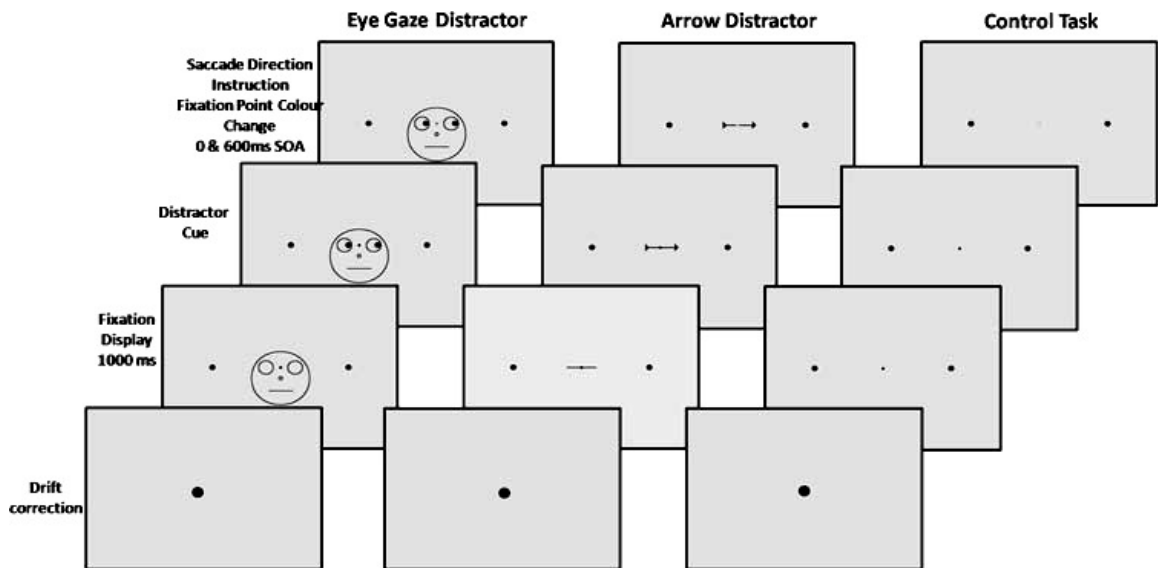 Eye Gaze Distractor
Arrow Distractor
Control Task
Saccade Direction
Instruction
Fixation Point Colour
Change
0 & 600ms SOA
Distractor
Cue
Fixation
Display
1000 ms
Drift
correction